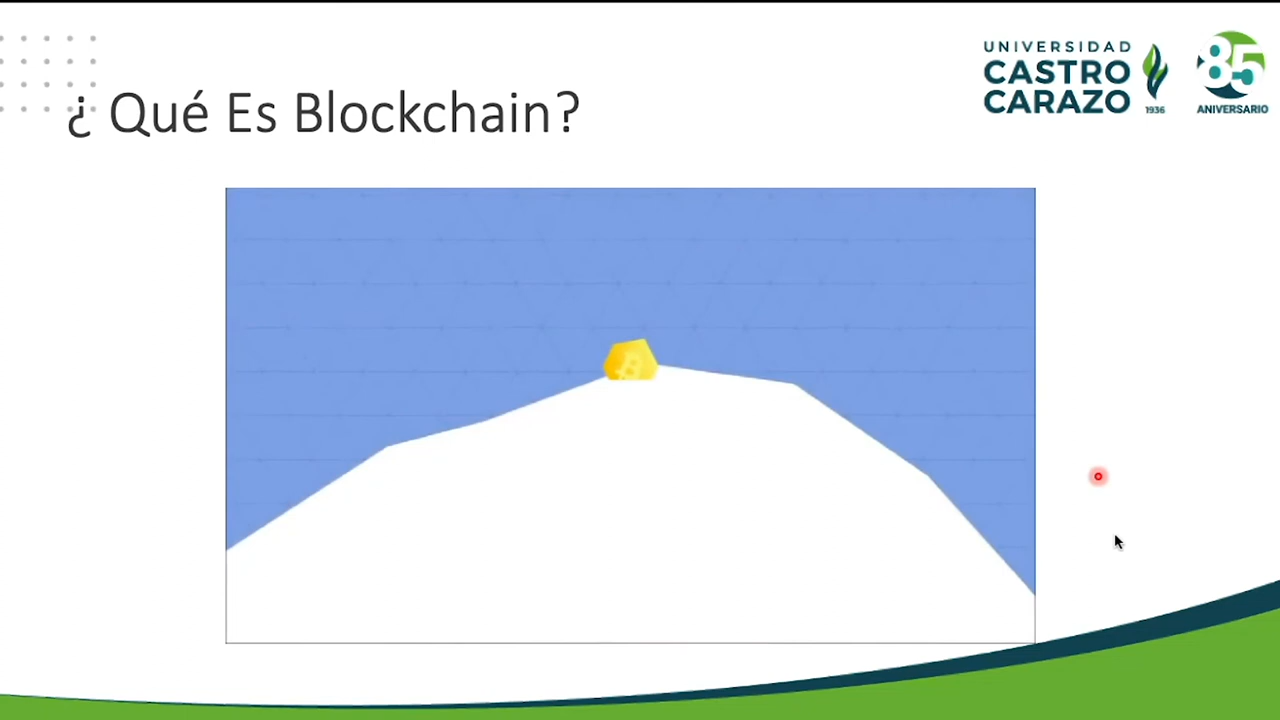 ¿ Qué Es Blockchain?
UNIVERSIDAD
CASTRO
CARAZO
1936
85
ANIVERSARIO